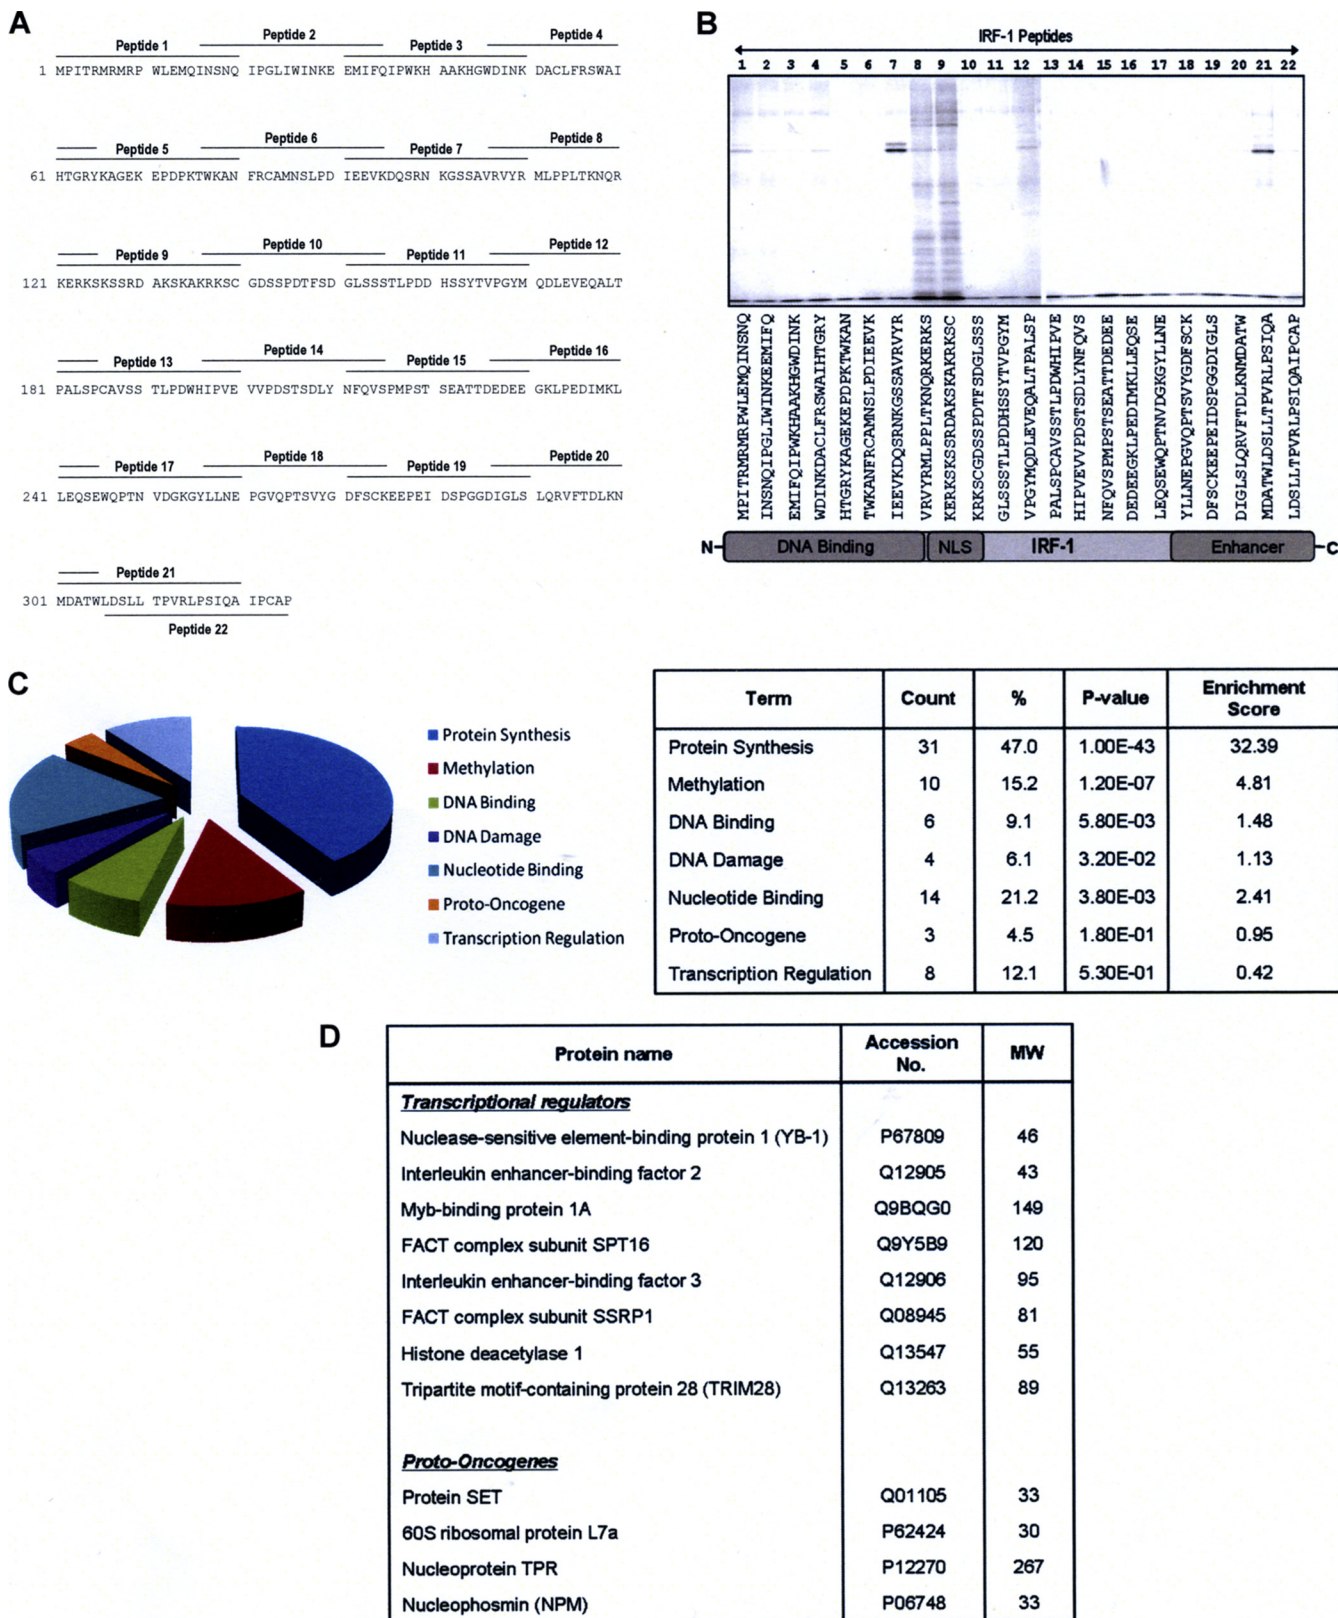 A
Peptide 1 Peptide 2 Peptide 3 Peptide 4
1 MPITRMRMRP WLEMQINSNQ IPGLIWINKE EMIFQIPWKH AAKHGWDINK DACLFRSWAI
Peptide 5 Peptide 6 Peptide 7 Peptide 8
61 HTGRYKAGEK EPDPKTWKAN FRCAMNSLPD IEEVKDQSRN KGSSAVRVYR MLPPLTKNQR
Peptide 9 Peptide 10 Peptide 11 Peptide 12
121 KERKSKSSRD AKSKAKRKSC GDSSPDTFSD GLSSSTLPDD HSSYTVPGYM QDLEVEQALT
Peptide 13 Peptide 14 Peptide 15 Peptide 16
181 PALSPCAVSS TLPDWHIPVE VVPDSTSDLY NFQVSPMPST SEATTDEDEE GKLPEDIMKL
Peptide 17 Peptide 18 Peptide 19 Peptide 20
241 LEQSEWQPTN VDGKGYLLNE PGVQPTSVYG DFSCKEEPEI DSPGGDIGLS LQRVFTDLKN
Peptide 21
301 MDATWLDSLL TPVRLPSIQA IPCAP
Peptide 22
B
IRF-1 Peptides
1 2 3 4 5 6 7 8 9 10 11 12 13 14 15 16 17 18 19 20 21 22
MPITRMRMRPWLEMQINSNQ
INSNQIPGLIWINKEEMIFQ
EMIFQIPWKHAAKHGWDINK
WDINKDACLFRSWAIHTGRY
HTGRYKAGEKEPDPKTWKAN
TWKANFRCAMNSLPDIEEVK
IEEVKDQSRNKGSSAVRVYR
VRVYRMLPPLTKNQRKERKS
KERKSKSSRDAKSKAKRKSC
KRKSCGDSSPDTFSDGLSSS
GLSSSTLPDDHSSYTVPGYM
VPGYMQDLEVEQALTPALSP
PALSPCAVSSTLPDWHIPVE
HIPVEVVPDSTSDLYNFQVS
NFQVSPMPSTSEATTDEDEE
DEDEEGKLPEDIMKLLEQSE
LEQSEWQPTNVDGKGYLLNE
YLLNEPGVQPTSVYGDFSCK
DFSCKEEPEIDSPGGDIGLS
DIGLSLQRVFTDLKNMDATW
MDATWLDSLLTPVRLPSIQA
LDSLLTPVRLPSIQAIPCAP
N- DNA Binding NLS IRF-1 Enhancer -C
C
Protein Synthesis
Methylation
DNA Binding
DNA Damage
Nucleotide Binding
Proto-Oncogene
Transcription Regulation
Term Count % P-value Enrichment Score
Protein Synthesis 31 47.0 1.00E-43 32.39
Methylation 10 15.2 1.20E-07 4.81
DNA Binding 6 9.1 5.80E-03 1.48
DNA Damage 4 6.1 3.20E-02 1.13
Nucleotide Binding 14 21.2 3.80E-03 2.41
Proto-Oncogene 3 4.5 1.80E-01 0.95
Transcription Regulation 8 12.1 5.30E-01 0.42
D
Protein name Accession No. MW
Transcriptional regulators
Nuclease-sensitive element-binding protein 1 (YB-1) P67809 46
Interleukin enhancer-binding factor 2 Q12905 43
Myb-binding protein 1A Q9BQG0 149
FACT complex subunit SPT16 Q9Y5B9 120
Interleukin enhancer-binding factor 3 Q12906 95
FACT complex subunit SSRP1 Q08945 81
Histone deacetylase 1 Q13547 55
Tripartite motif-containing protein 28 (TRIM28) Q13263 89
Proto-Oncogenes
Protein SET Q01105 33
60S ribosomal protein L7a P62424 30
Nucleoprotein TPR P12270 267
Nucleophosmin (NPM) P06748 33